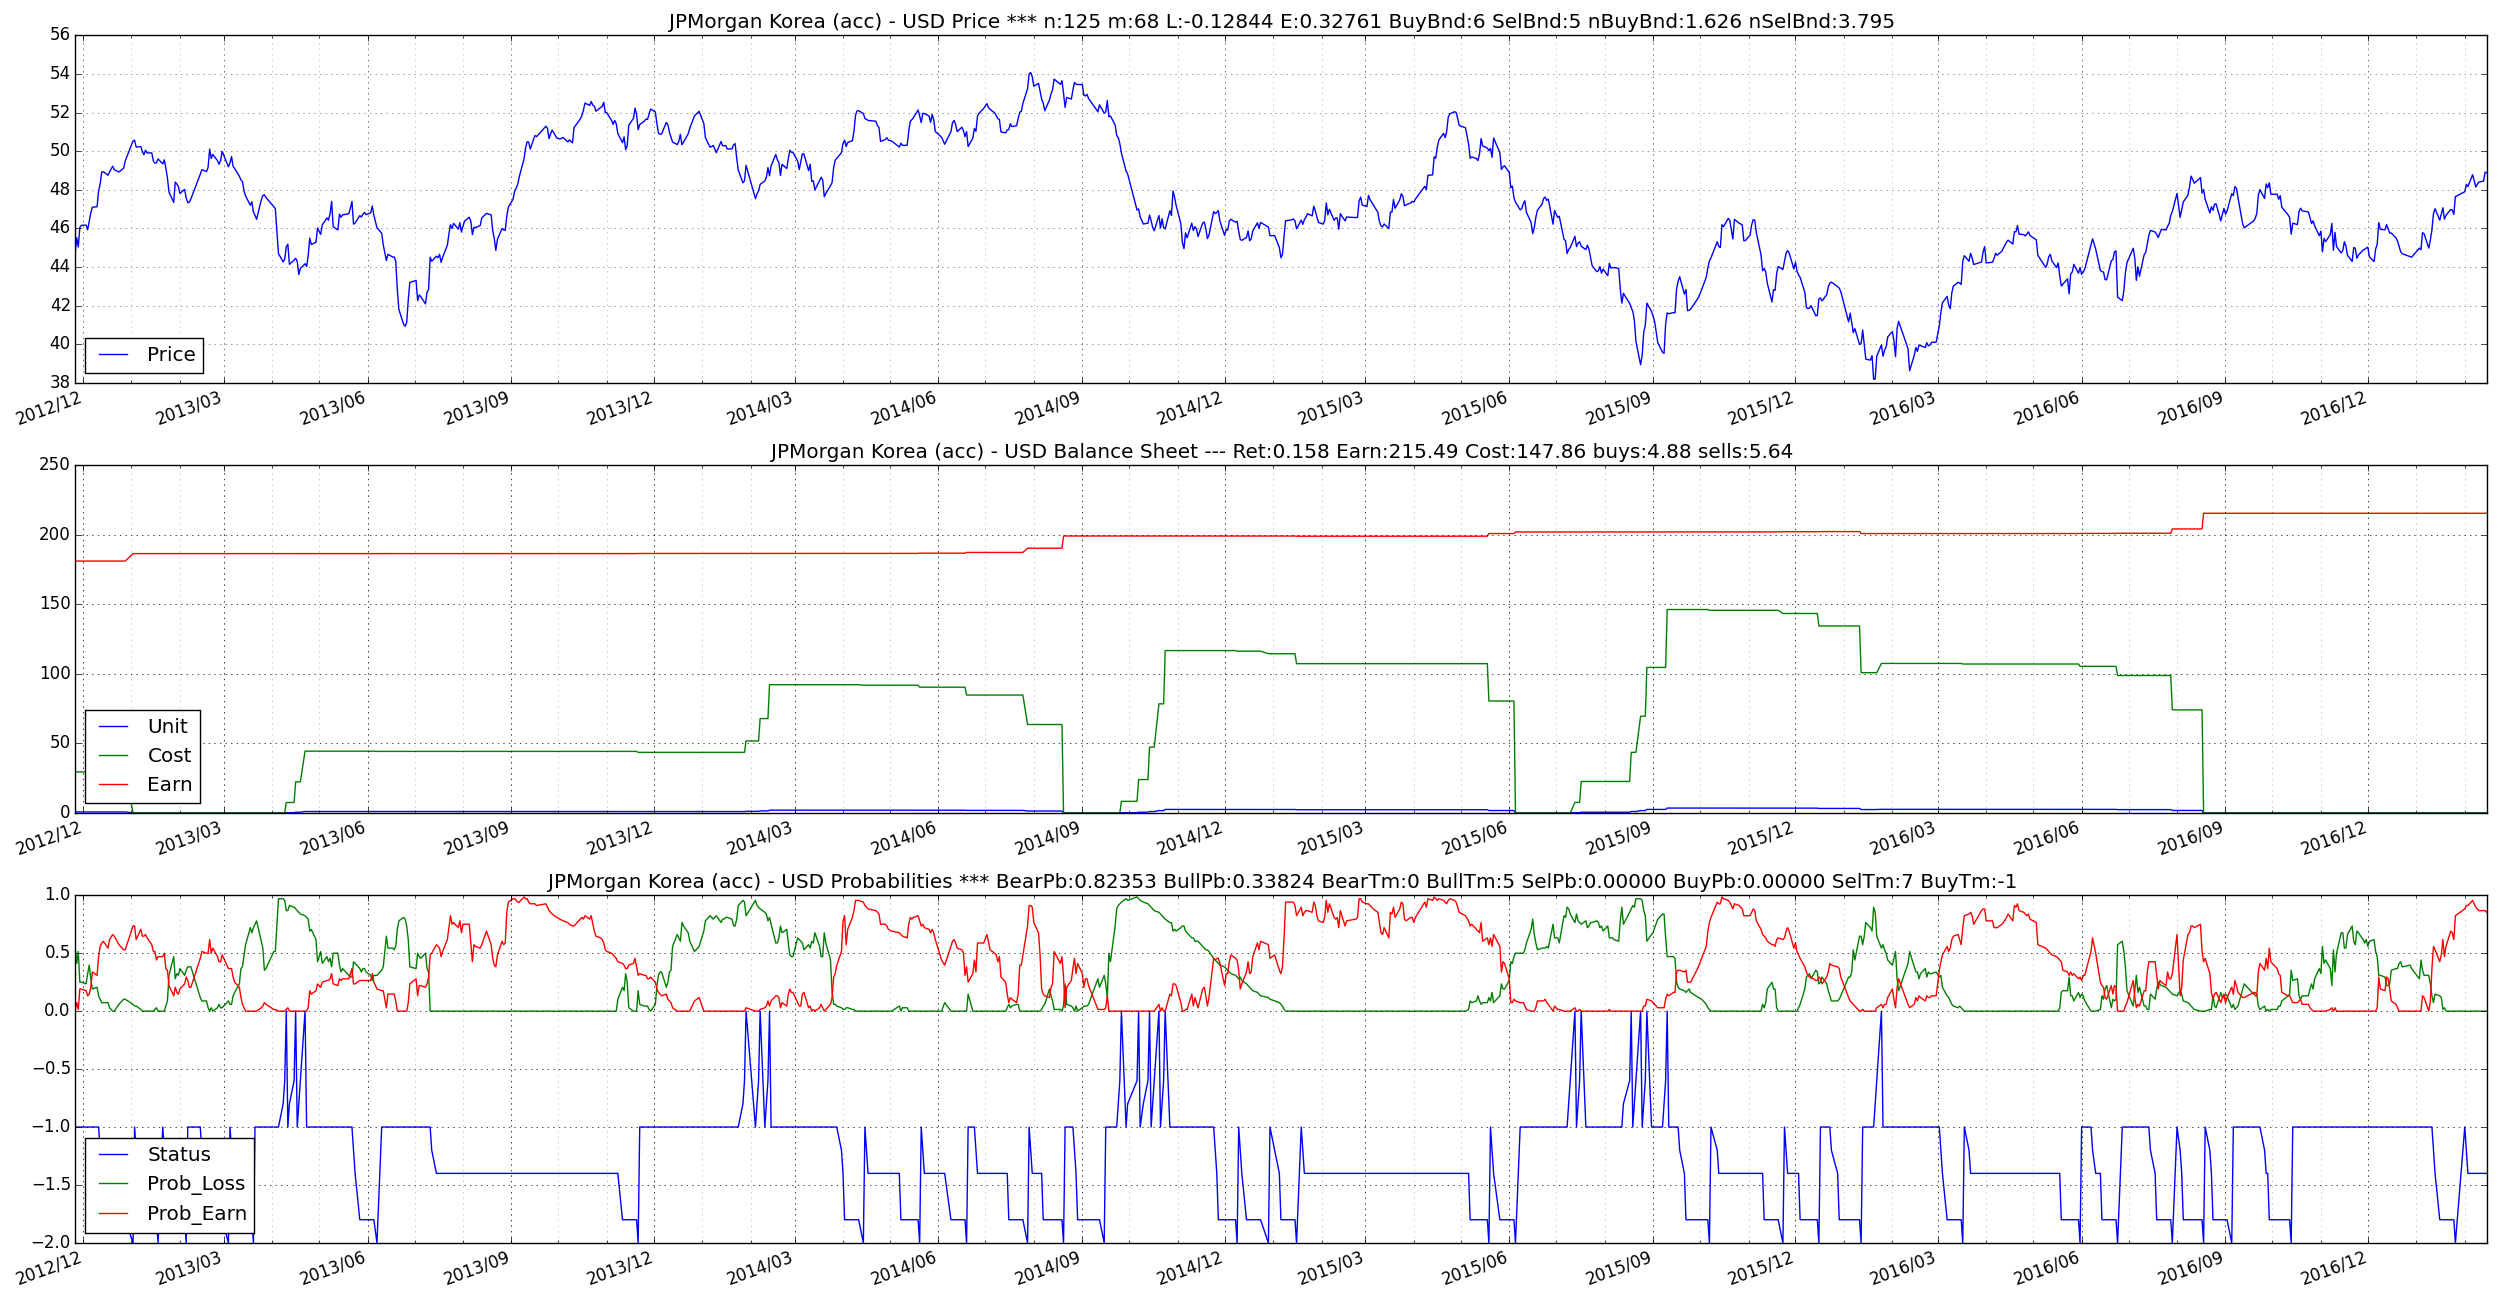 JPMorgan Korea (acc) - USD Price *** n:125 m:68 L:-0.12844 E:0.32761 BuyBnd:6 SelBnd:5 nBuyBnd:1.626 nSelBnd:3.795
56
54
52
50
48
46
44
42
40
38
Price
2012/12 2013/03 2013/06 2013/09 2013/12 2014/03 2014/06 2014/09 2014/12 2015/03 2015/06 2015/09 2015/12 2016/03 2016/06 2016/09 2016/12
JPMorgan Korea (acc) - USD Balance Sheet --- Ret:0.158 Earn:215.49 Cost:147.86 buys:4.88 sells:5.64
250
200
150
100
50
0
Unit
Cost
Earn
2012/12 2013/03 2013/06 2013/09 2013/12 2014/03 2014/06 2014/09 2014/12 2015/03 2015/06 2015/09 2015/12 2016/03 2016/06 2016/09 2016/12
JPMorgan Korea (acc) - USD Probabilities *** BearPb:0.82353 BullPb:0.33824 BearTm:0 BullTm:5 SelPb:0.00000 BuyPb:0.00000 SelTm:7 BuyTm:-1
1.0
0.5
0.0
−0.5
−1.0
−1.5
−2.0
Status
Prob_Loss
Prob_Earn
2012/12 2013/03 2013/06 2013/09 2013/12 2014/03 2014/06 2014/09 2014/12 2015/03 2015/06 2015/09 2015/12 2016/03 2016/06 2016/09 2016/12